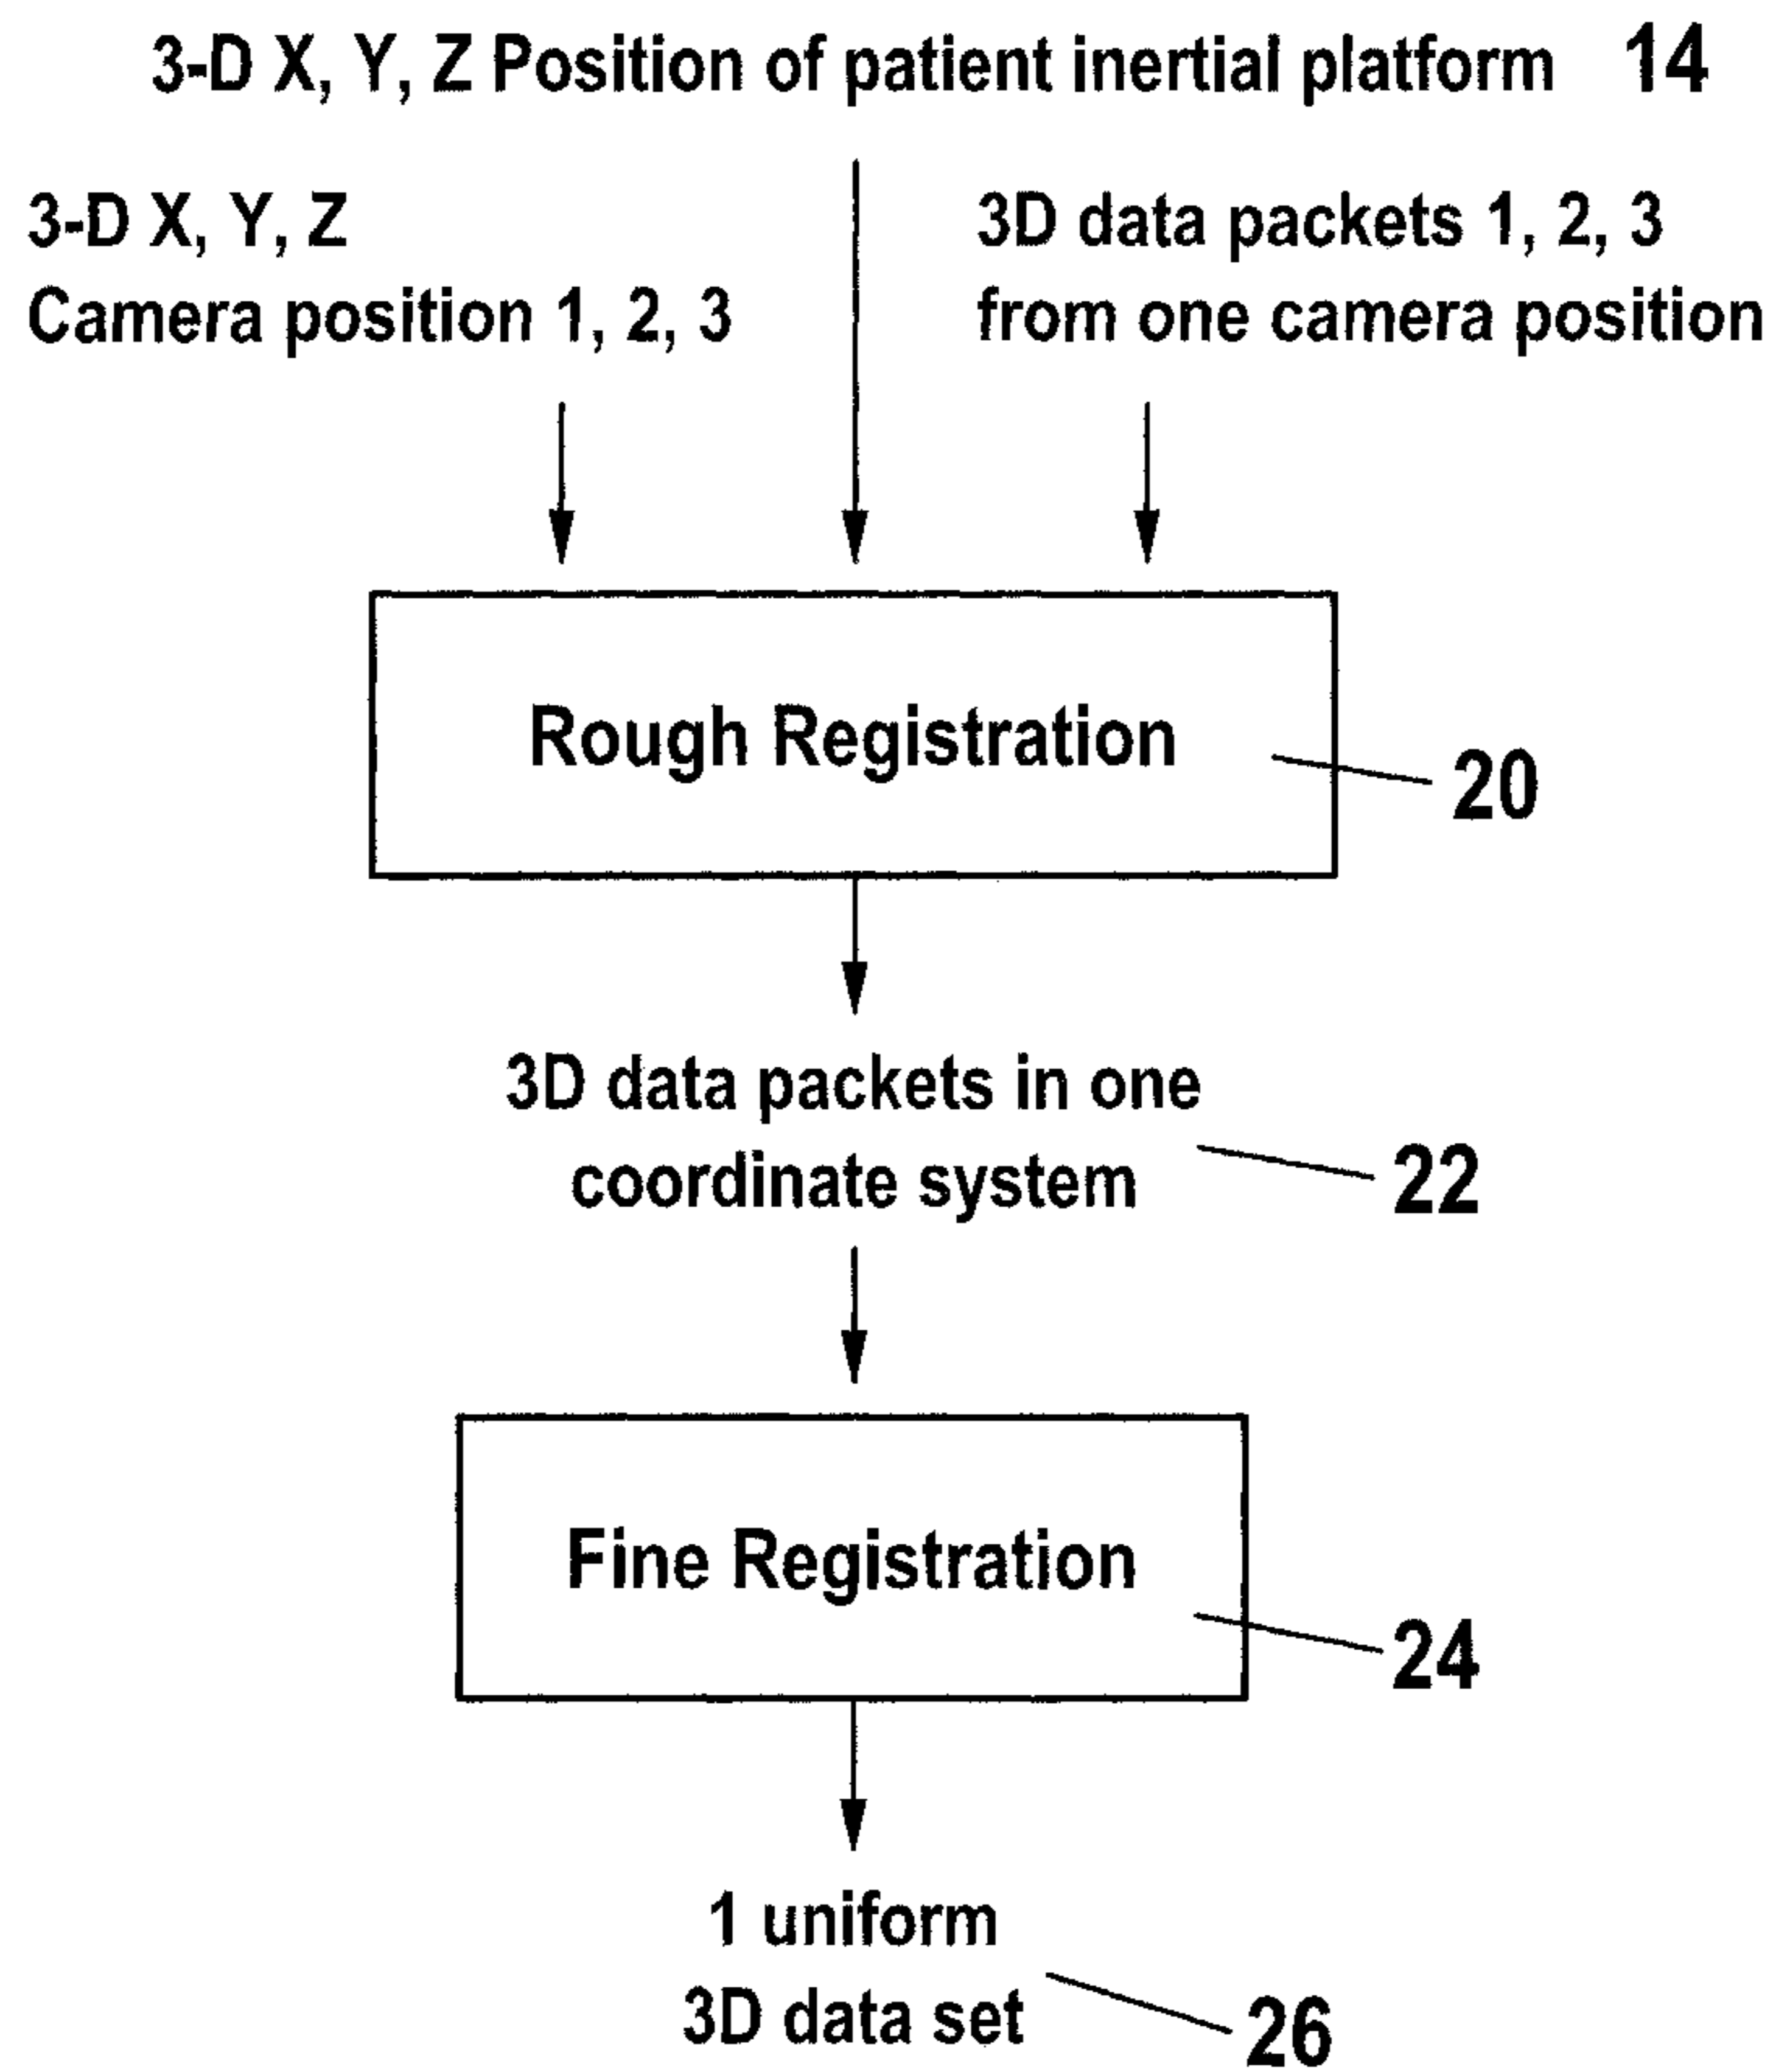 3-D X, Y, Z Position of patient inertial platform 14
3-D X, Y, Z
Camera position 1, 2, 3
3D data packets 1, 2, 3
from one camera position
Rough Registration
20
3D data packets in one
coordinate system
22
Fine Registration
24
1 uniform
3D data set
26